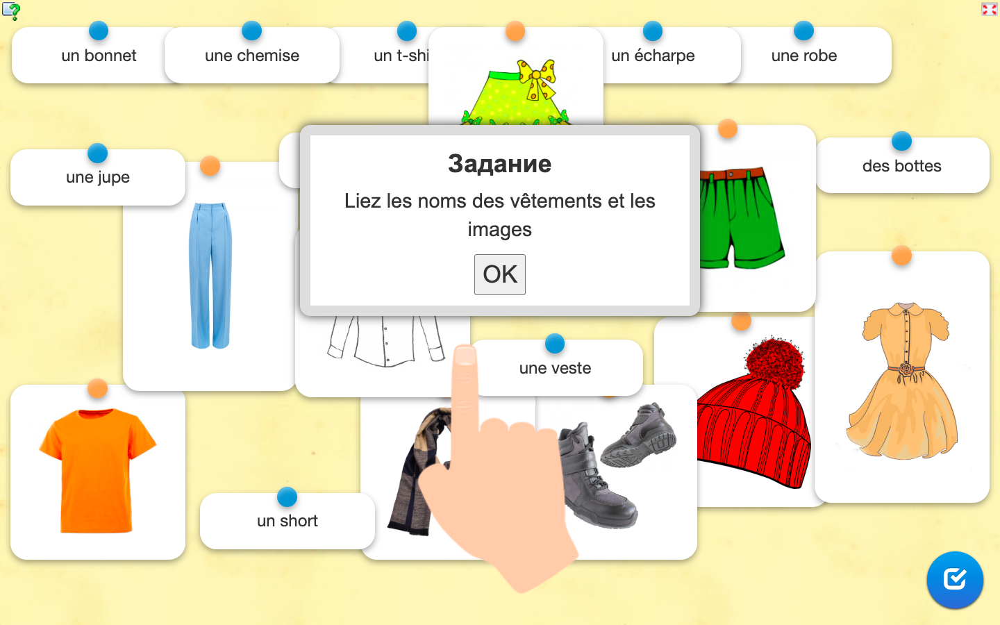 un bonnet
une chemise
un t-shi
un écharpe
une robe
une jupe
des bottes
Задание
Liez les noms des vêtements et les
images
OK
une veste
un short